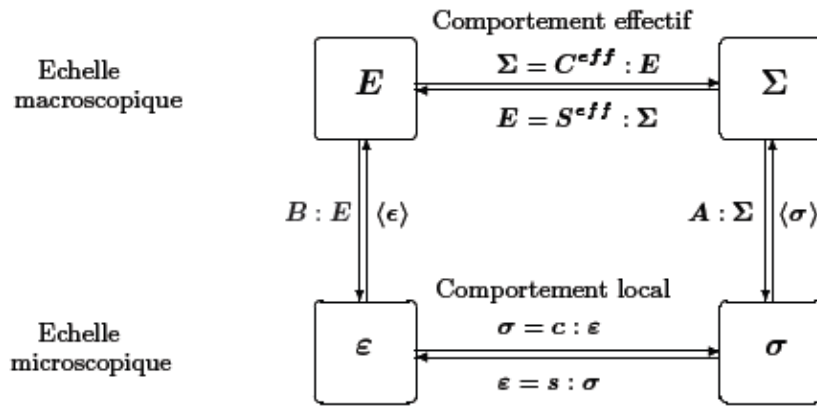 Comportement effectif
Echelle
macroscopique
E
Σ = C^eff : E
E = S^eff : Σ
Σ
B : E
⟨ϵ⟩
A : Σ
⟨σ⟩
Comportement local
Echelle
microscopique
ε
σ = c : ε
ε = s : σ
σ